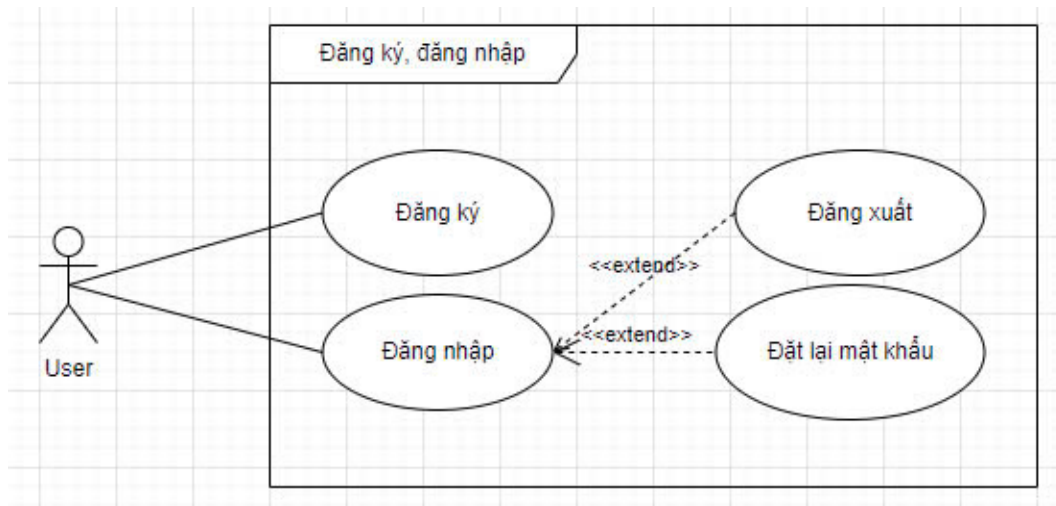 Đăng ký, đăng nhập
Đăng ký
Đăng xuất
<<extend>>
<<extend>>
Đăng nhập
Đặt lại mật khẩu
User